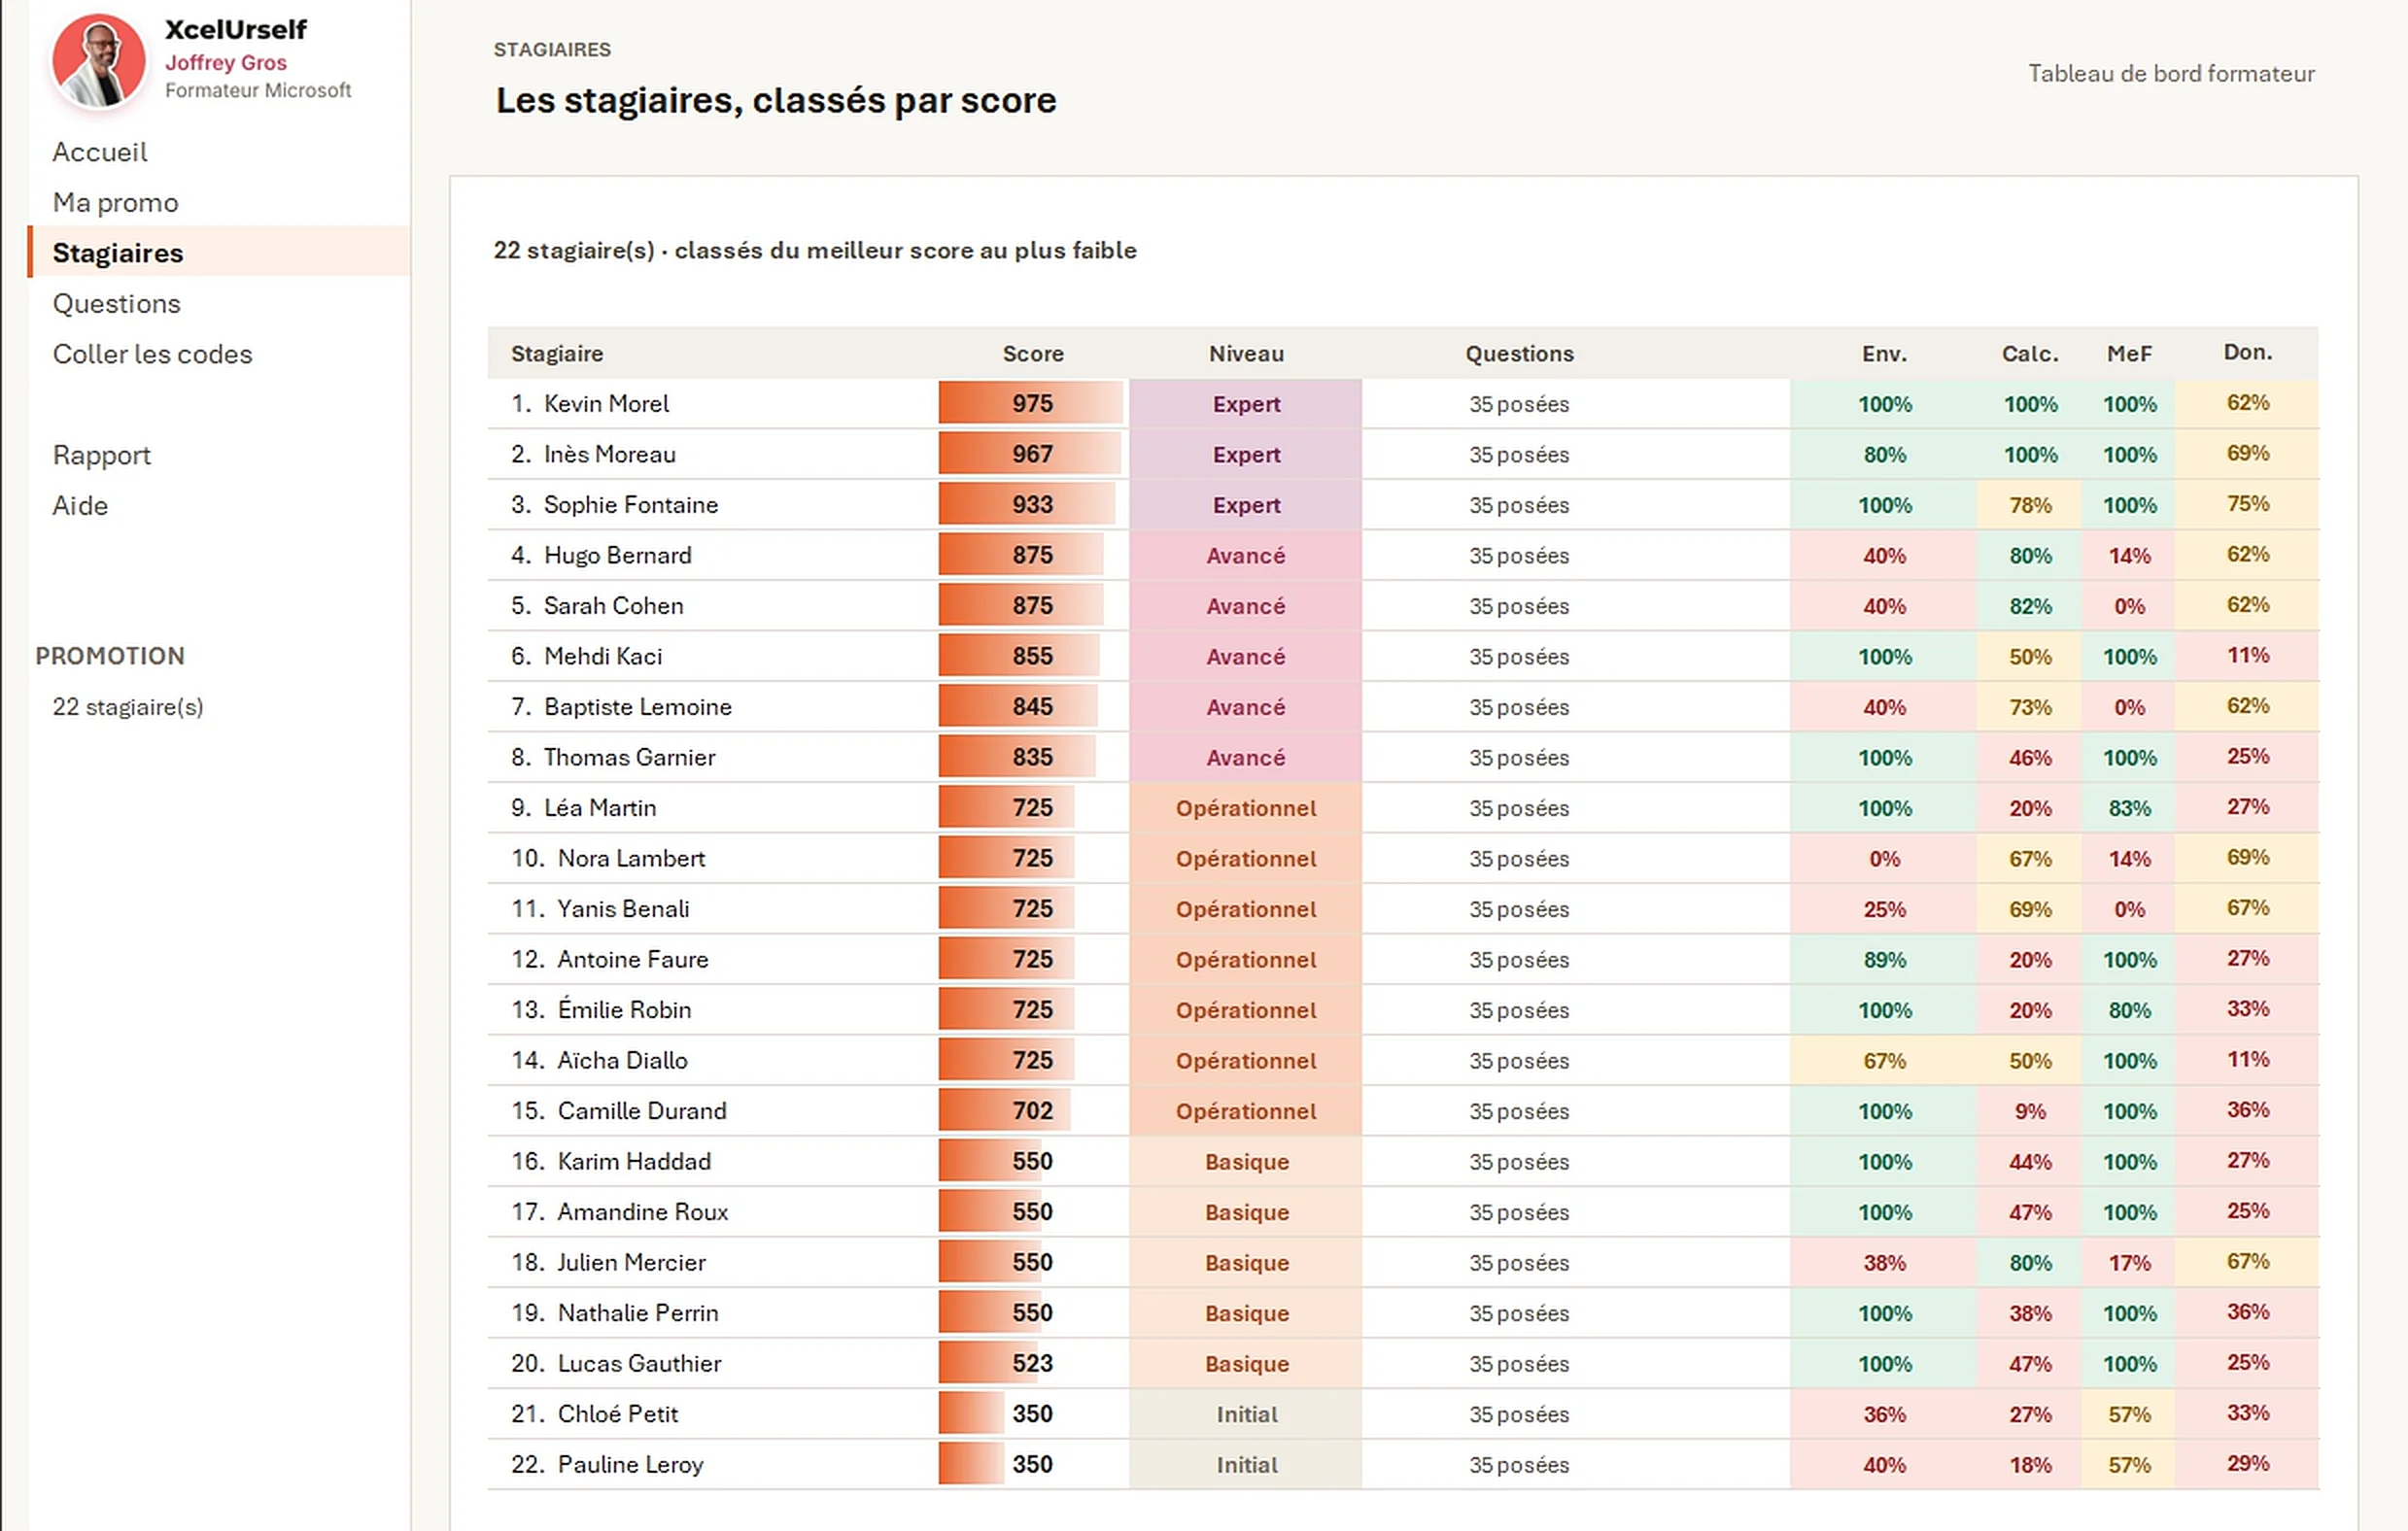 XcelUrself
Joffrey Gros
Formateur Microsoft
Accueil
Ma promo
Stagiaires
Questions
Coller les codes
Rapport
Aide
PROMOTION
22 stagiaire(s)
STAGIAIRES
Les stagiaires, classés par score
Tableau de bord formateur
22 stagiaire(s) · classés du meilleur score au plus faible
Stagiaire Score Niveau Questions Env. Calc. MeF Don.
1. Kevin Morel 975 Expert 35 posées 100% 100% 100% 62%
2. Inès Moreau 967 Expert 35 posées 80% 100% 100% 69%
3. Sophie Fontaine 933 Expert 35 posées 100% 78% 100% 75%
4. Hugo Bernard 875 Avancé 35 posées 40% 80% 14% 62%
5. Sarah Cohen 875 Avancé 35 posées 40% 82% 0% 62%
6. Mehdi Kaci 855 Avancé 35 posées 100% 50% 100% 11%
7. Baptiste Lemoine 845 Avancé 35 posées 40% 73% 0% 62%
8. Thomas Garnier 835 Avancé 35 posées 100% 46% 100% 25%
9. Léa Martin 725 Opérationnel 35 posées 100% 20% 83% 27%
10. Nora Lambert 725 Opérationnel 35 posées 0% 67% 14% 69%
11. Yanis Benali 725 Opérationnel 35 posées 25% 69% 0% 67%
12. Antoine Faure 725 Opérationnel 35 posées 89% 20% 100% 27%
13. Émilie Robin 725 Opérationnel 35 posées 100% 20% 80% 33%
14. Aïcha Diallo 725 Opérationnel 35 posées 67% 50% 100% 11%
15. Camille Durand 702 Opérationnel 35 posées 100% 9% 100% 36%
16. Karim Haddad 550 Basique 35 posées 100% 44% 100% 27%
17. Amandine Roux 550 Basique 35 posées 100% 47% 100% 25%
18. Julien Mercier 550 Basique 35 posées 38% 80% 17% 67%
19. Nathalie Perrin 550 Basique 35 posées 100% 38% 100% 36%
20. Lucas Gauthier 523 Basique 35 posées 100% 47% 100% 25%
21. Chloé Petit 350 Initial 35 posées 36% 27% 57% 33%
22. Pauline Leroy 350 Initial 35 posées 40% 18% 57% 29%